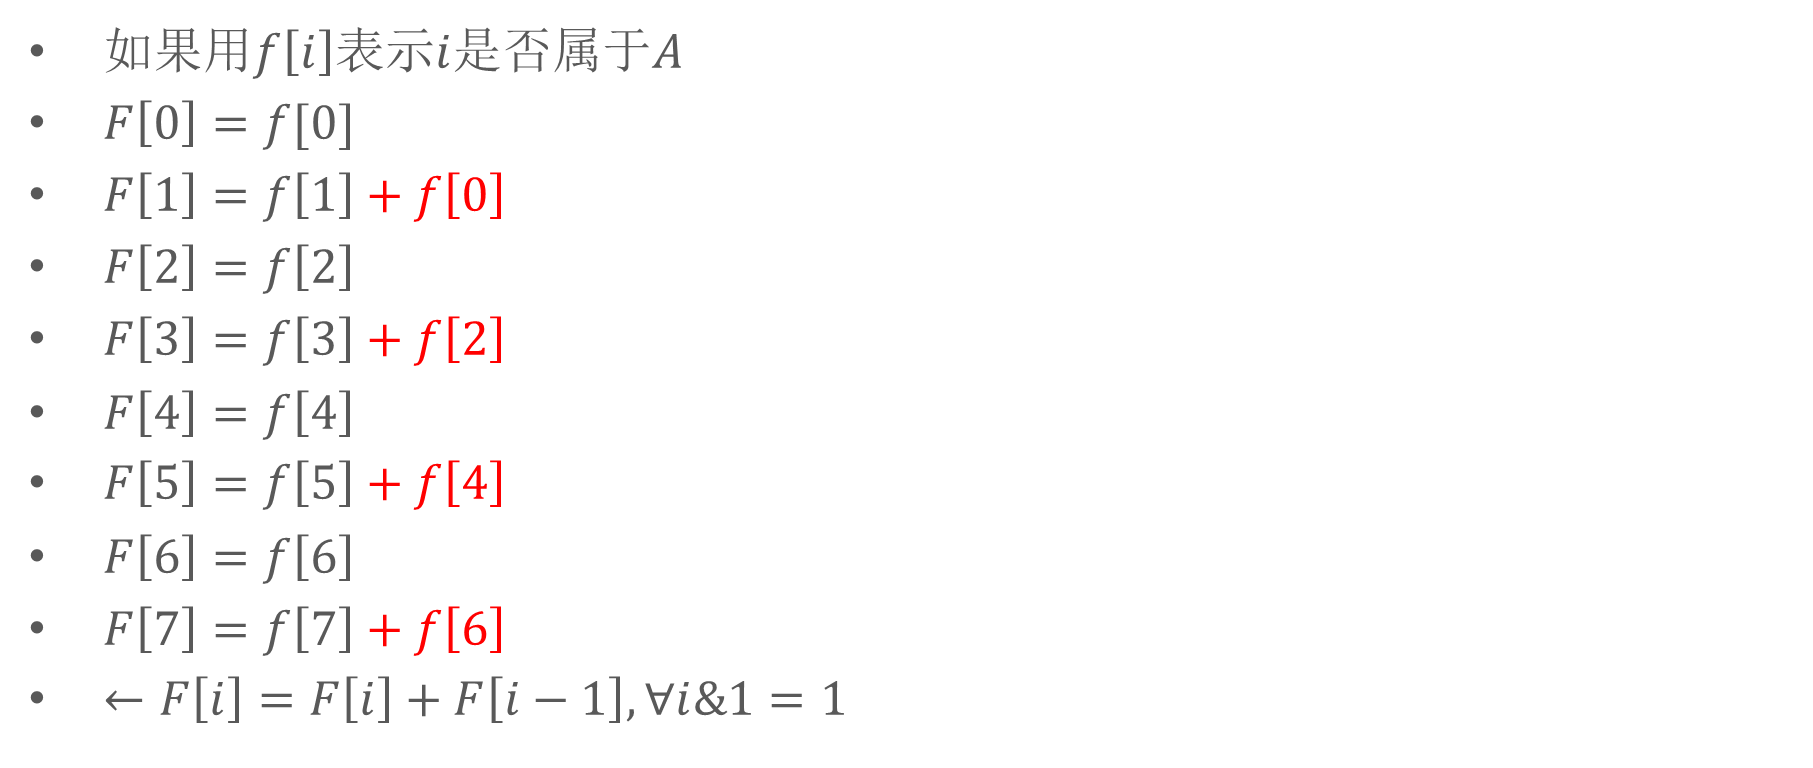 • 如果用f[i]表示i是否属于A
• F[0] = f[0]
• F[1] = f[1] + f[0]
• F[2] = f[2]
• F[3] = f[3] + f[2]
• F[4] = f[4]
• F[5] = f[5] + f[4]
• F[6] = f[6]
• F[7] = f[7] + f[6]
• ← F[i] = F[i] + F[i − 1], ∀i&1 = 1